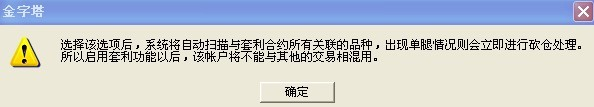 金字塔
选择该选项后，系统将自动扫描与套利合约所有关联的品种，出现单腿情况则会立即进行砍仓处理。
所以启用套利功能以后，该帐户将不能与其他的交易相混用。
确定